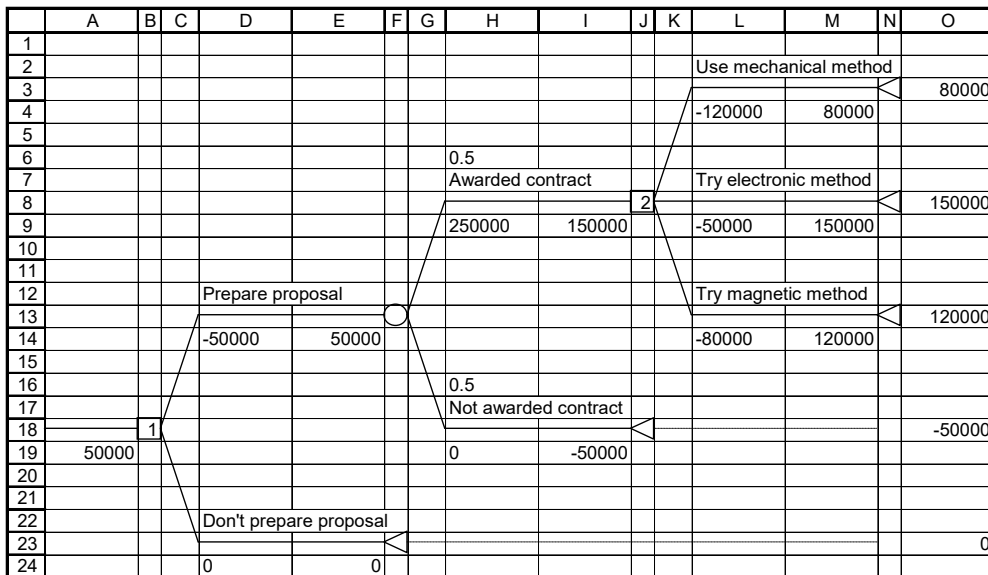 A B C D E F G H I J K L M N O
1
2 Use mechanical method
3 80000
4 -120000 80000
5
6 0.5
7 Awarded contract Try electronic method
8 2 150000
9 250000 150000 -50000 150000
10
11
12 Prepare proposal Try magnetic method
13 120000
14 -50000 50000 -80000 120000
15
16 0.5
17 Not awarded contract
18 1 -50000
19 50000 0 -50000
20
21
22 Don't prepare proposal
23 0
24 0 0